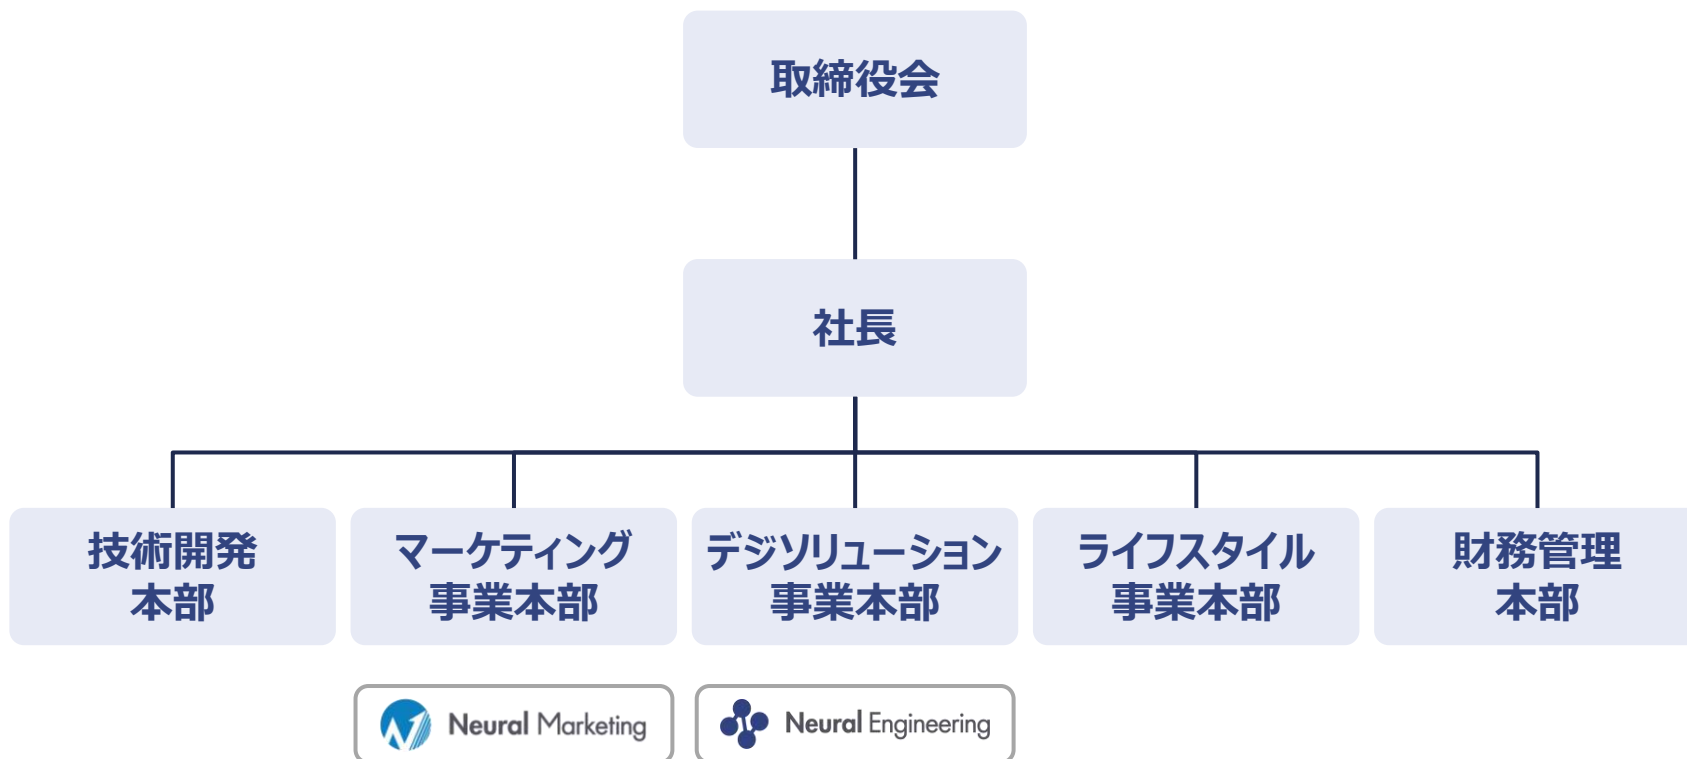 取締役会
社長
技術開発
本部
マーケティング
事業本部
デジソリューション
事業本部
ライフスタイル
事業本部
財務管理
本部
Neural Marketing
Neural Engineering